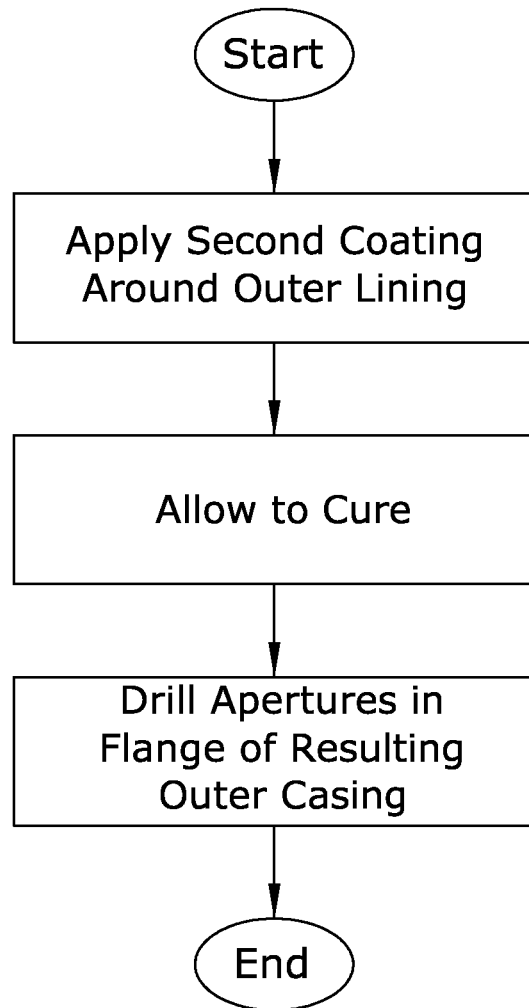 Start
Apply Second Coating
Around Outer Lining
Allow to Cure
Drill Apertures in
Flange of Resulting
Outer Casing
End